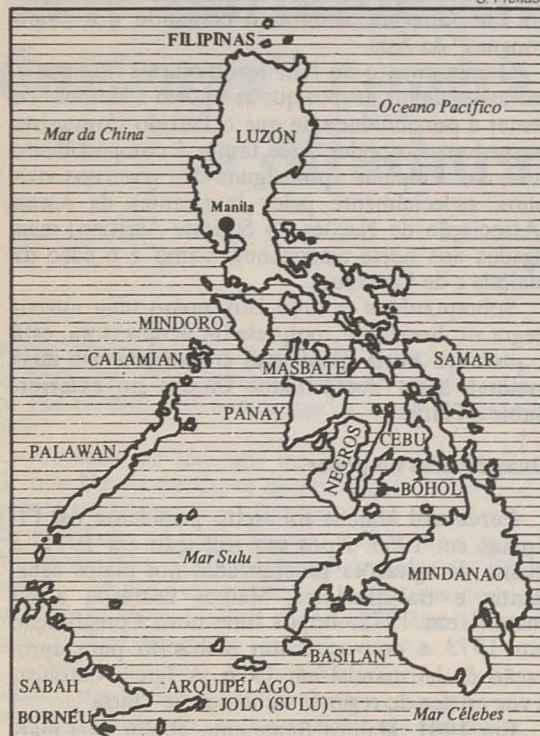 FILIPINAS
Oceano Pacífico
Mar da China
LUZÓN
Manila
MINDORO
CALAMIAN
MASBATE
SAMAR
PANAY
CEBU
NEGROS
PALAWAN
BOHOL
Mar Sulu
MINDANAO
BASILAN
SABAH
ARQUIPÉLAGO
JOLO (SULU)
BORNÉU
Mar Célebes